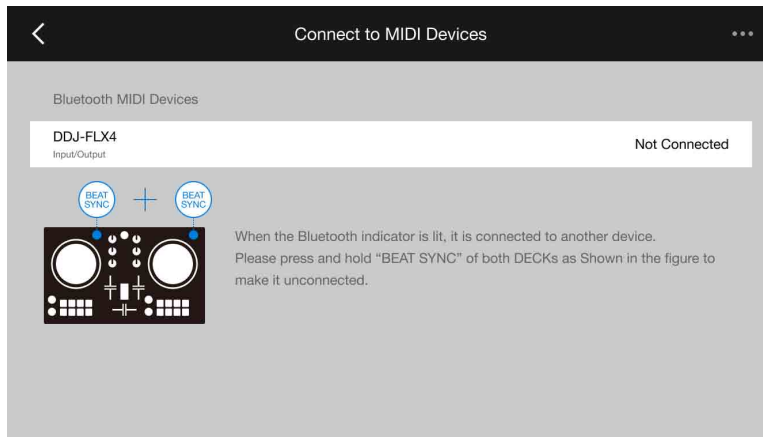 Connect to MIDI Devices
Bluetooth MIDI Devices
DDJ-FLX4
Input/Output
Not Connected
BEAT
SYNC
BEAT
SYNC
When the Bluetooth indicator is lit, it is connected to another device.
Please press and hold “BEAT SYNC” of both DECKs as Shown in the figure to
make it unconnected.